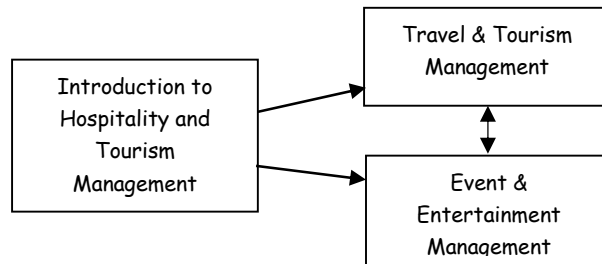 Introduction to
Hospitality and
Tourism
Management
Travel & Tourism
Management
Event &
Entertainment
Management